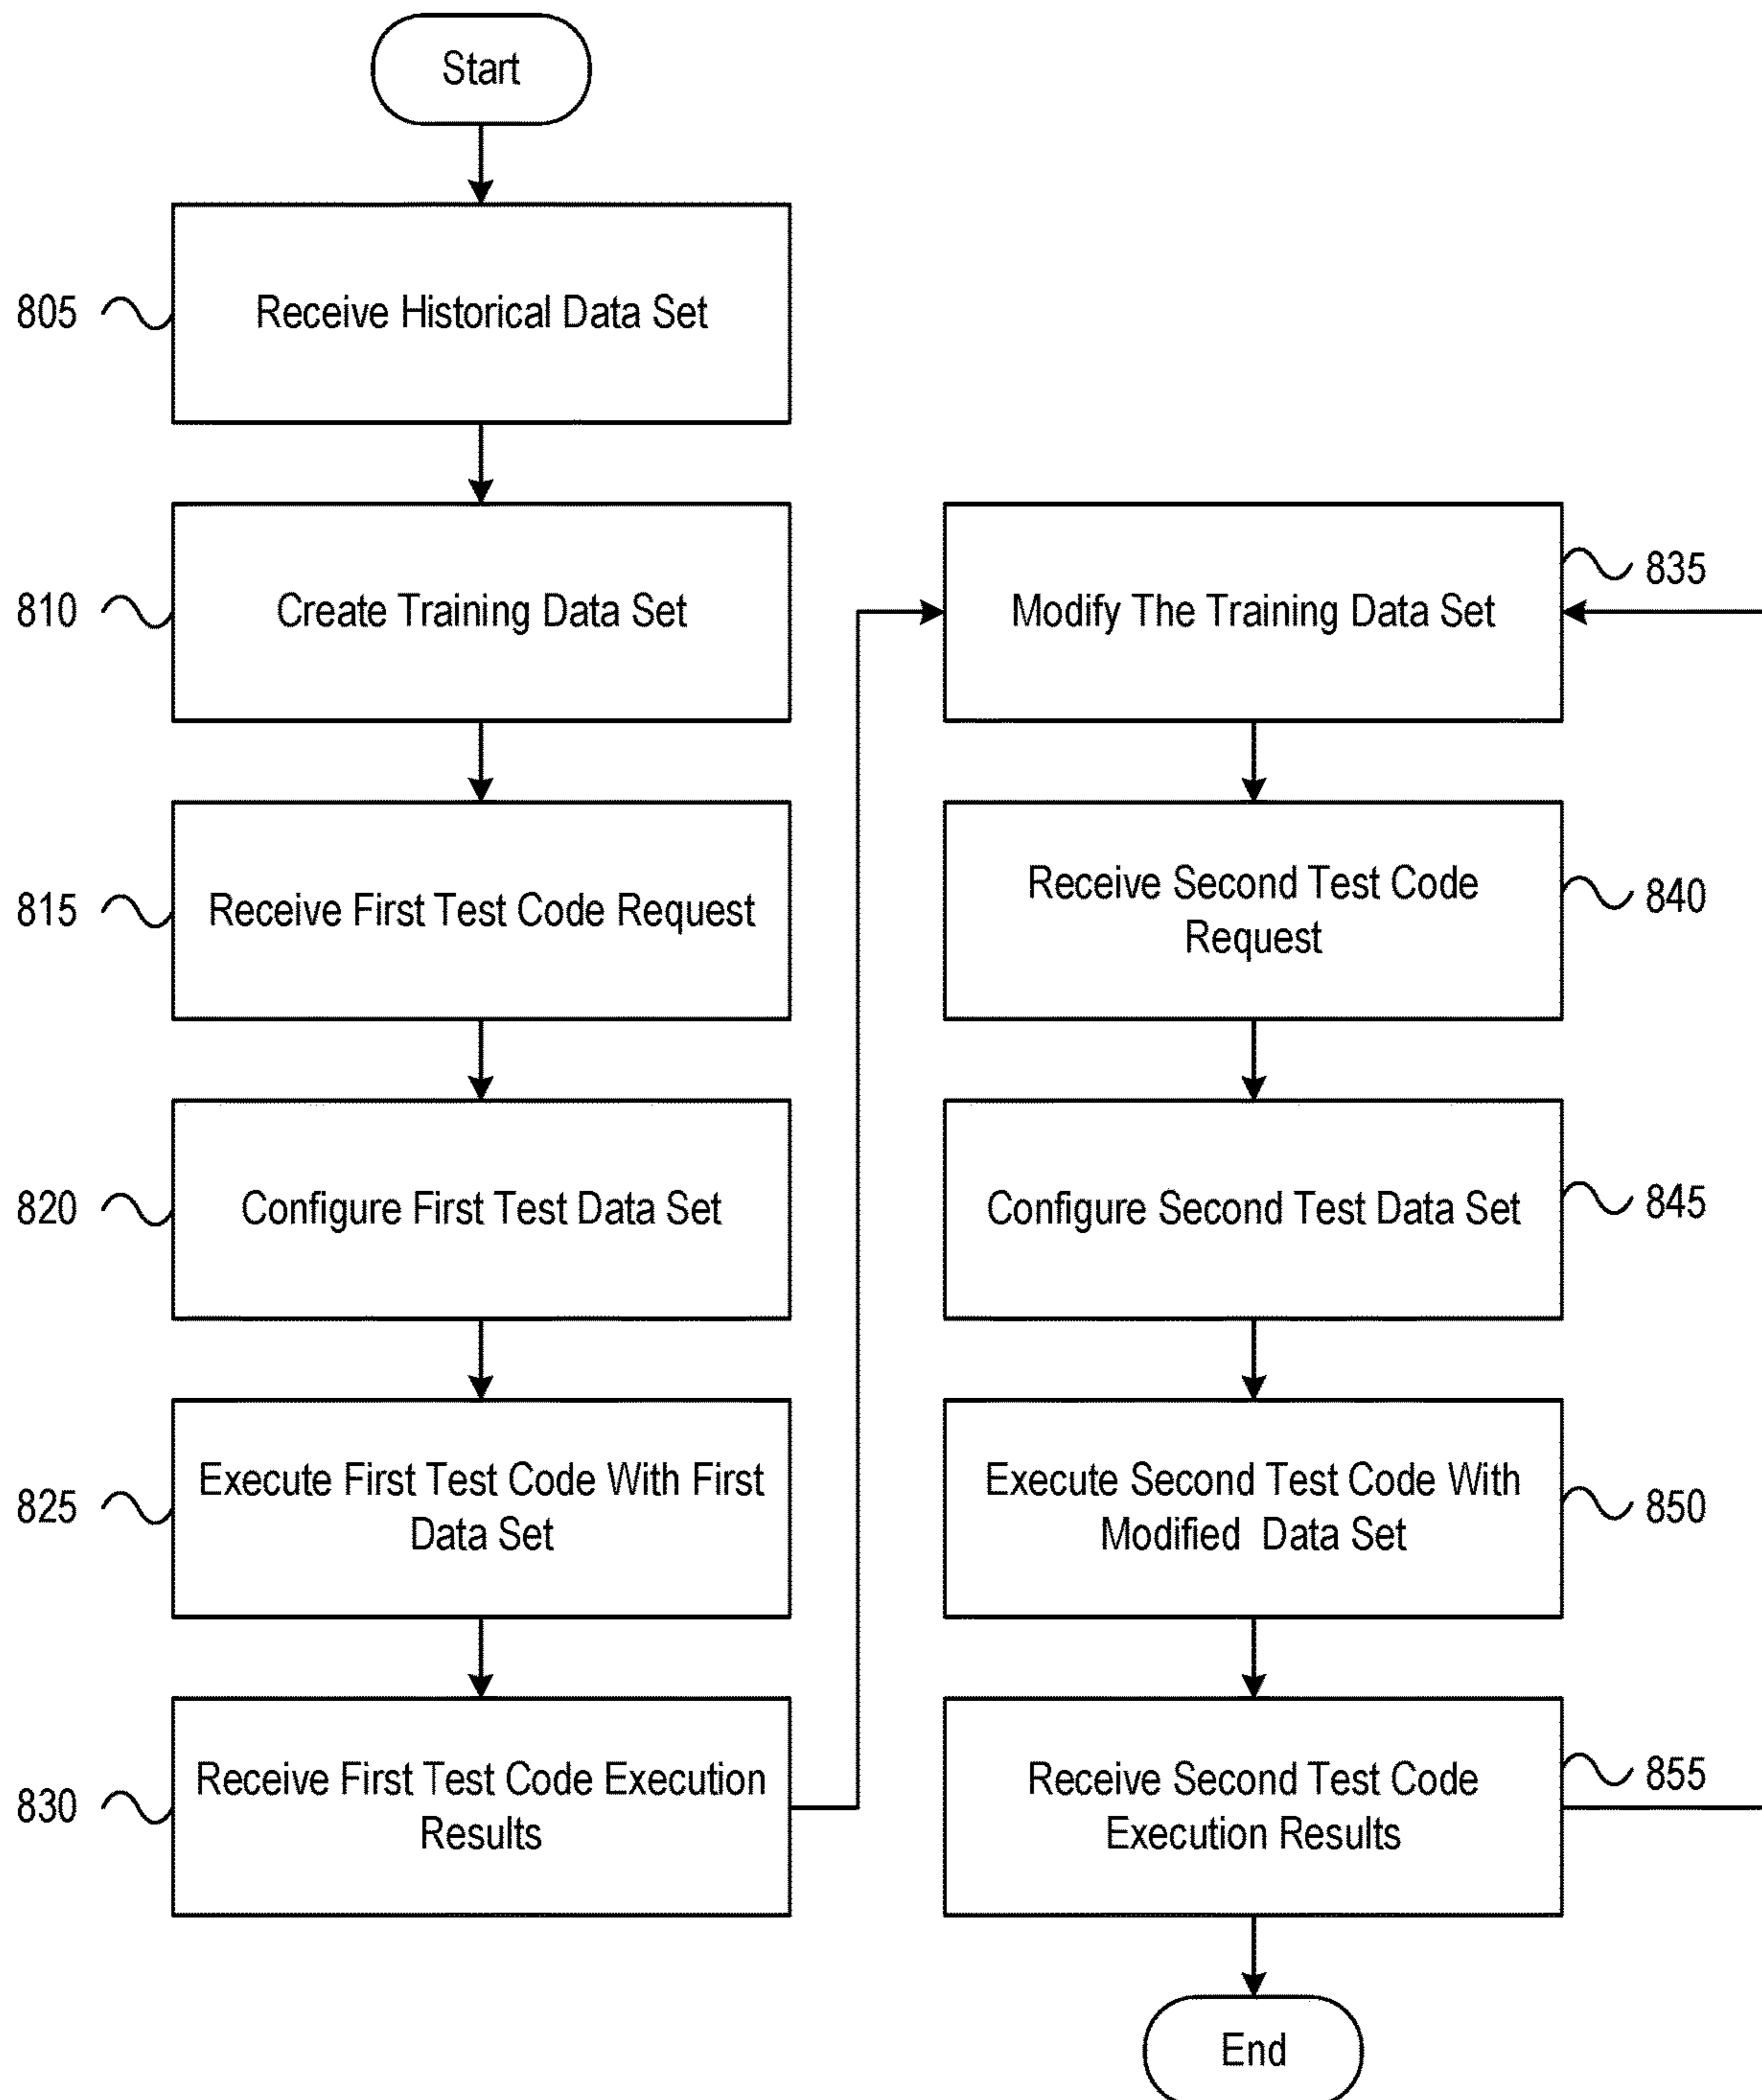 Start
805
Receive Historical Data Set
810
Create Training Data Set
815
Receive First Test Code Request
820
Configure First Test Data Set
825
Execute First Test Code With First
Data Set
830
Receive First Test Code Execution
Results
Modify The Training Data Set
835
Receive Second Test Code
Request
840
Configure Second Test Data Set
845
Execute Second Test Code With
Modified Data Set
850
Receive Second Test Code
Execution Results
855
End